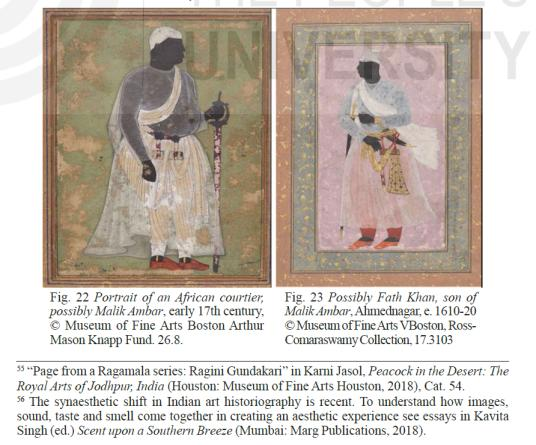 THE PEOPLE'S
UNIVERSITY
Fig. 22 Portrait of an African courtier,
possibly Malik Ambar, early 17th century,
© Museum of Fine Arts Boston Arthur
Mason Knapp Fund. 26.8.
Fig. 23 Possibly Fath Khan, son of
Malik Ambar, Ahmednagar, e. 1610-20
© Museum of Fine Arts VBoston, Ross-
Comaraswamy Collection, 17.3103
55 “Page from a Ragamala series: Ragini Gundakari” in Karni Jasol, Peacock in the Desert: The
Royal Arts of Jodhpur, India (Houston: Museum of Fine Arts Houston, 2018), Cat. 54.
56 The synaesthetic shift in Indian art historiography is recent. To understand how images,
sound, taste and smell come together in creating an aesthetic experience see essays in Kavita
Singh (ed.) Scent upon a Southern Breeze (Mumbai: Marg Publications, 2018).